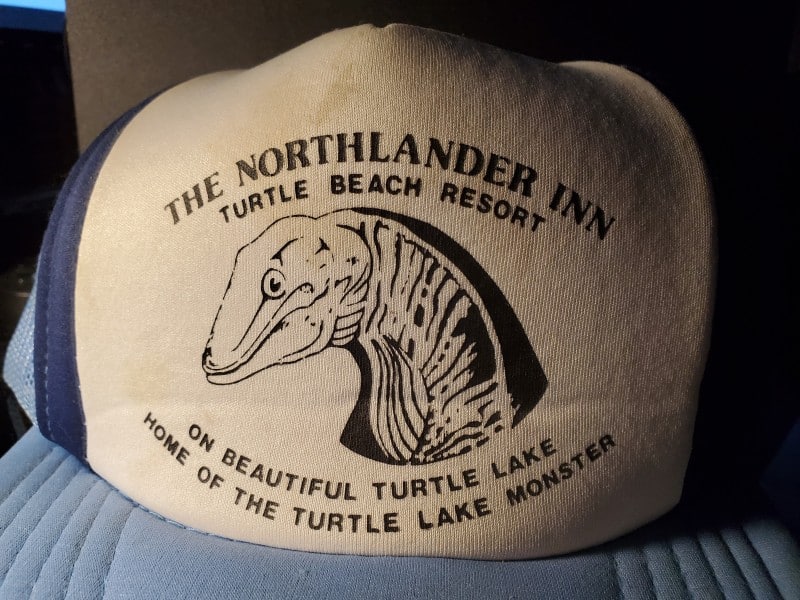 THE NORTHLANDER INN
TURTLE BEACH RESORT
ON BEAUTIFUL TURTLE LAKE
HOME OF THE TURTLE LAKE MONSTER